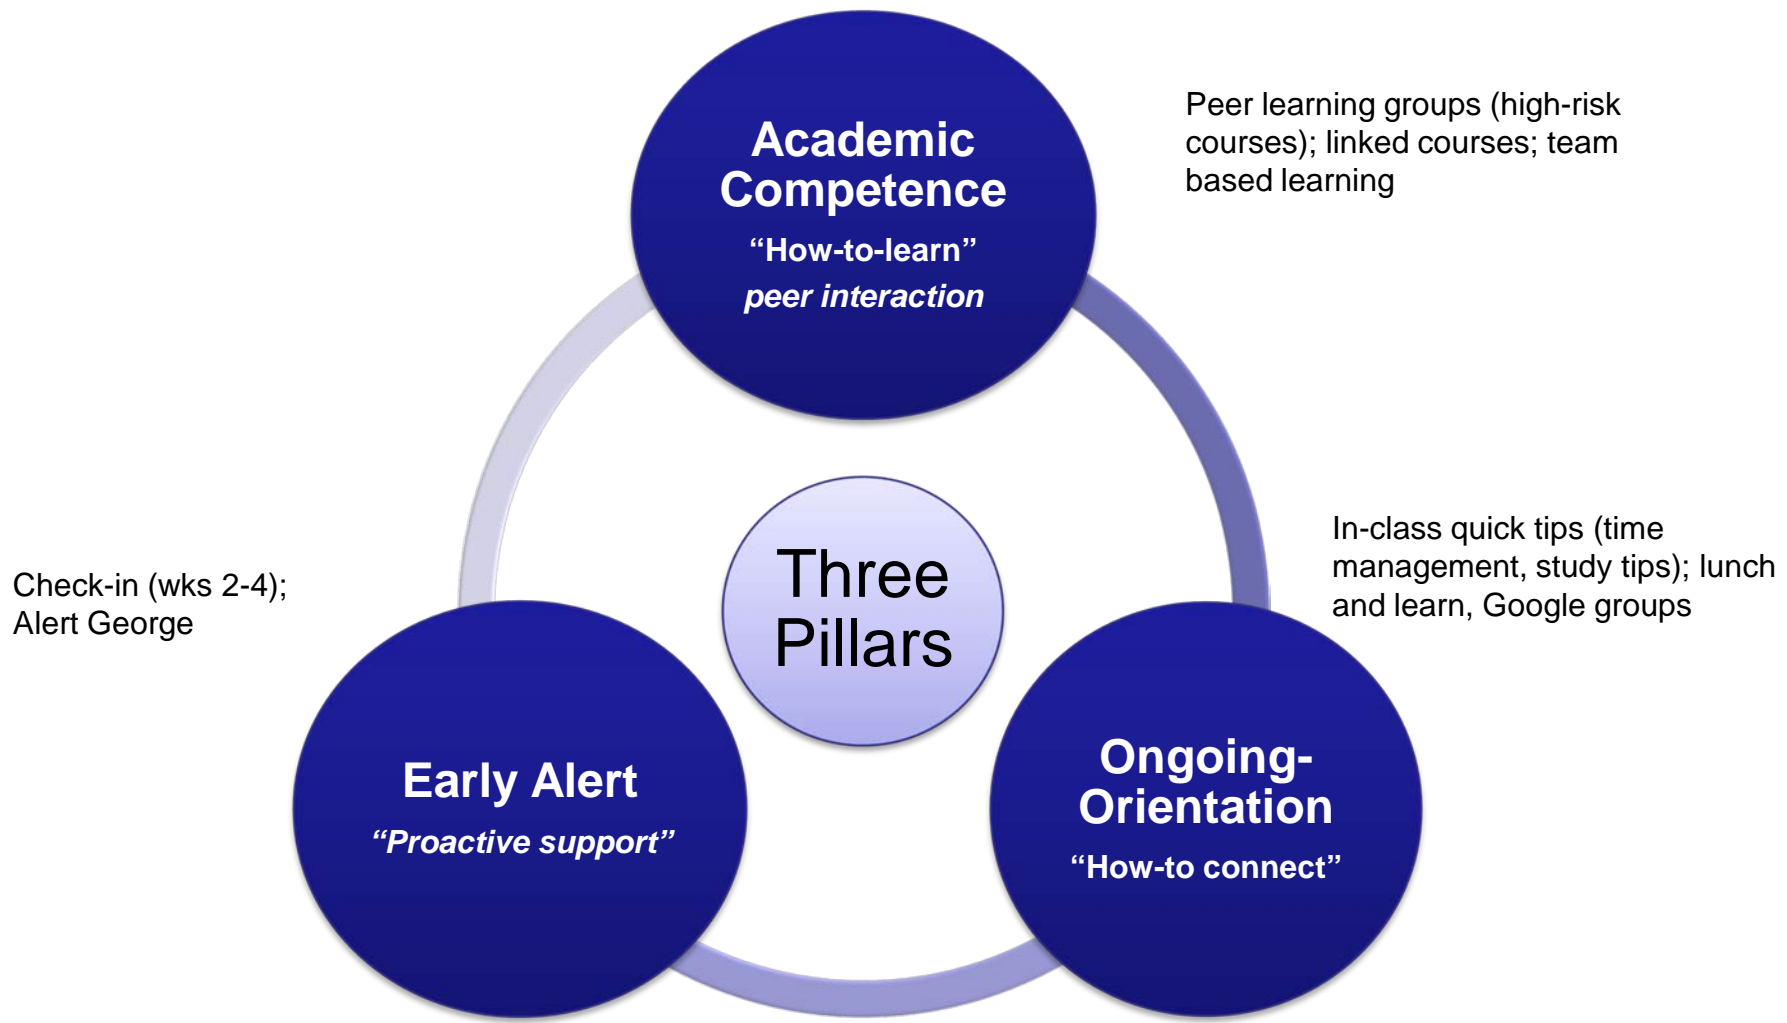 Academic
Competence
“How-to-learn”
peer interaction
Peer learning groups (high-risk
courses); linked courses; team
based learning
Three
Pillars
In-class quick tips (time
management, study tips); lunch
and learn, Google groups
Check-in (wks 2-4);
Alert George
Early Alert
“Proactive support”
Ongoing-
Orientation
“How-to connect”